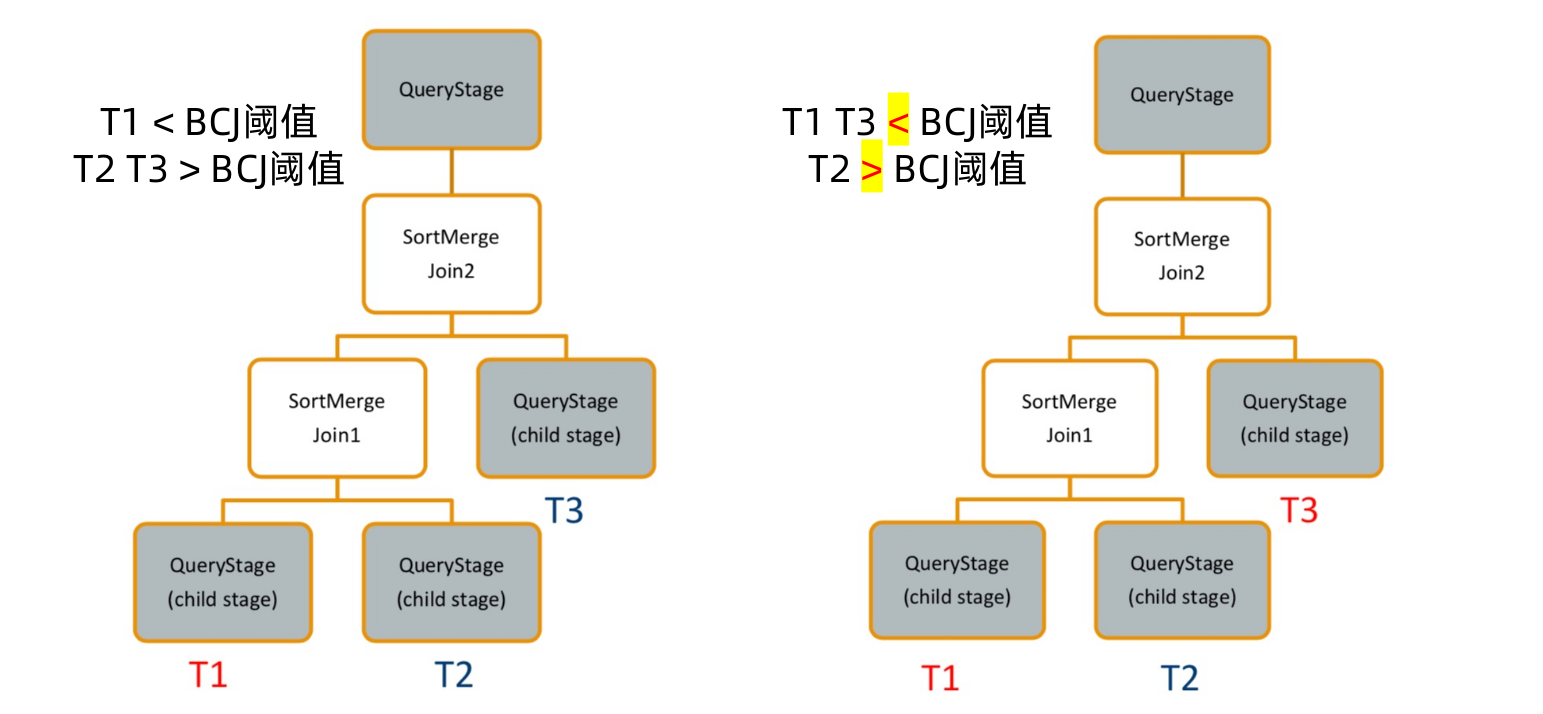 QueryStage
T1 < BCJ阈值
T2 T3 > BCJ阈值
SortMerge
Join2
SortMerge
Join1
QueryStage
(child stage)
T3
QueryStage
(child stage)
QueryStage
(child stage)
T1
T2
QueryStage
T1 T3 < BCJ阈值
T2 > BCJ阈值
SortMerge
Join2
SortMerge
Join1
QueryStage
(child stage)
T3
QueryStage
(child stage)
QueryStage
(child stage)
T1
T2